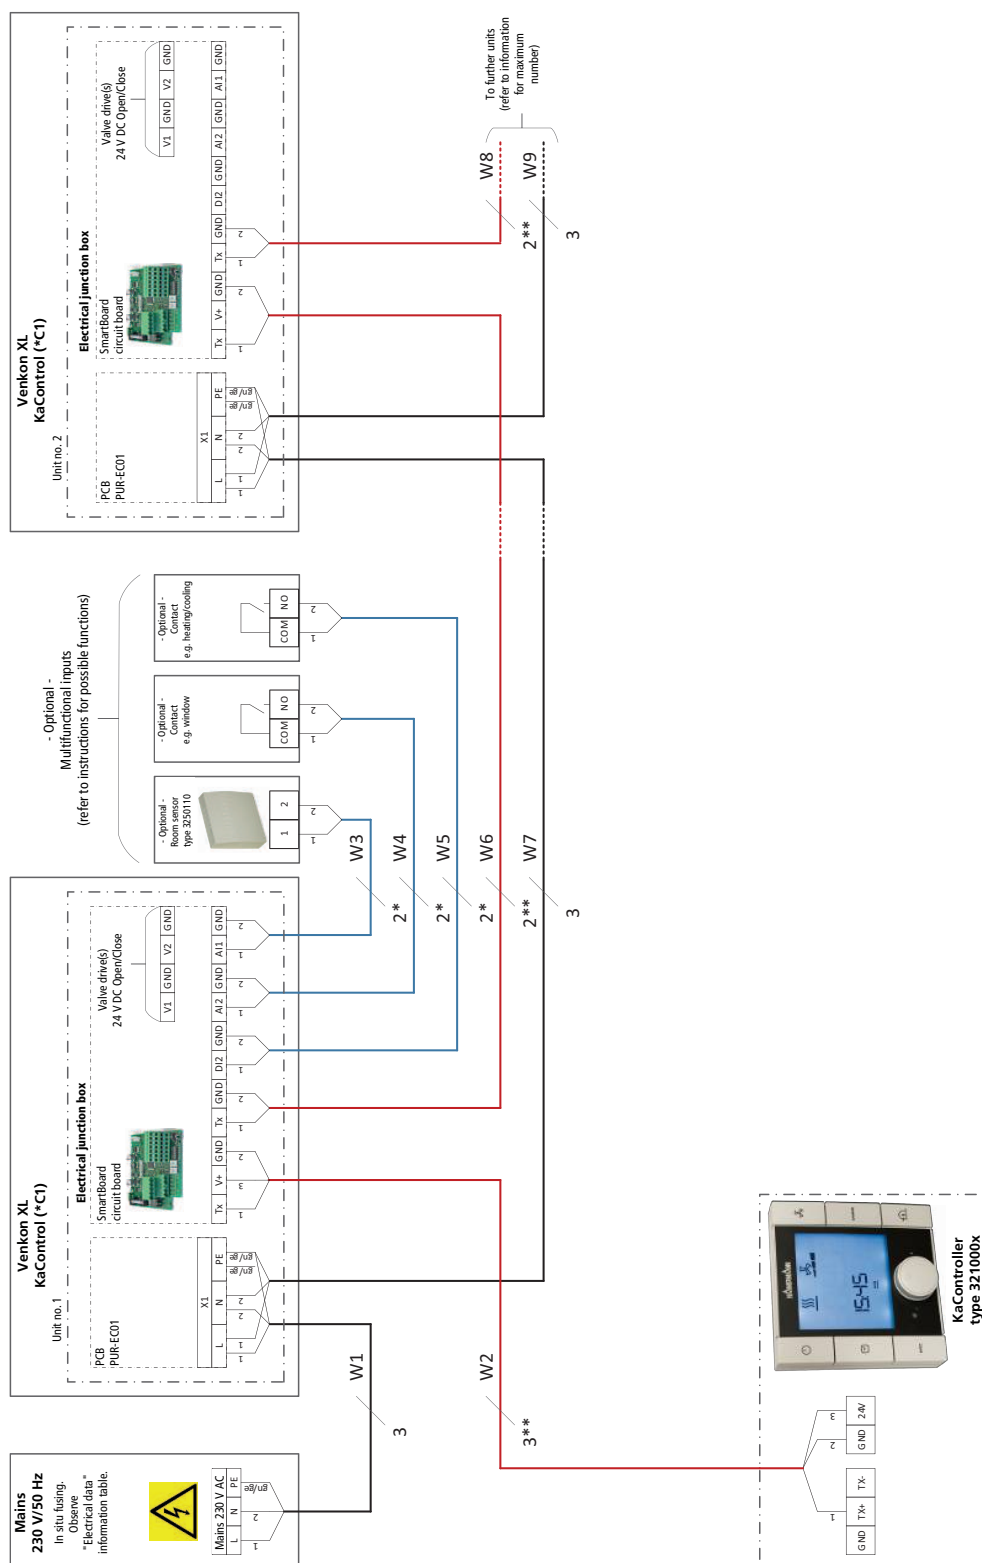 Mains
230 V/50 Hz
In situ fusing.
Observe
"Electrical data"
information table.
Mains 230 V AC
L N PE
1 2 gn/ge
W1
3
Venkon XL
KaControl (*C1)
Unit no. 1
Electrical junction box
PCB
PUR-EC01
X1
L N PE
1 1 2 2 gn/ge gn/ge
SmartBoard
circuit board
Valve drive(s)
24 V DC Open/Close
V1 GND V2 GND
Tx V+ GND Tx GND DI2 GND AI2 GND AI1 GND
1 3 2 1 2 1 2 1 2 1 2
- Optional -
Multifunctional inputs
(refer to instructions for possible functions)
- Optional -
Room sensor
type 3250110
1 2
1 2
- Optional -
Contact
e.g. window
COM NO
1 2
- Optional -
Contact
e.g. heating/cooling
COM NO
1 2
W3
2*
W4
2*
W5
2*
W6
2**
W7
3
W2
3**
Venkon XL
KaControl (*C1)
Unit no. 2
Electrical junction box
PCB
PUR-EC01
X1
L N PE
1 1 2 2 gn/ge gn/ge
SmartBoard
circuit board
Valve drive(s)
24 V DC Open/Close
V1 GND V2 GND
Tx V+ GND Tx GND DI2 GND AI2 GND AI1 GND
1 2 1 2
W8
2**
W9
3
To further units
(refer to information
for maximum
number)
GND TX+ TX- GND 24V
1 2 3
KAMPMANN
15:45
KaController
type 321000x